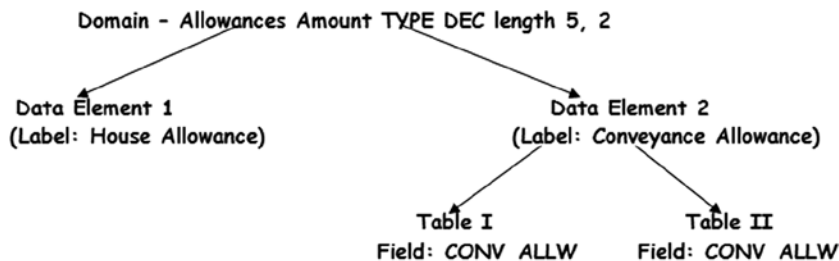 Domain - Allowances Amount TYPE DEC length 5, 2
Data Element 1
(Label: House Allowance)
Data Element 2
(Label: Conveyance Allowance)
Table I
Field: CONV ALLW
Table II
Field: CONV ALLW